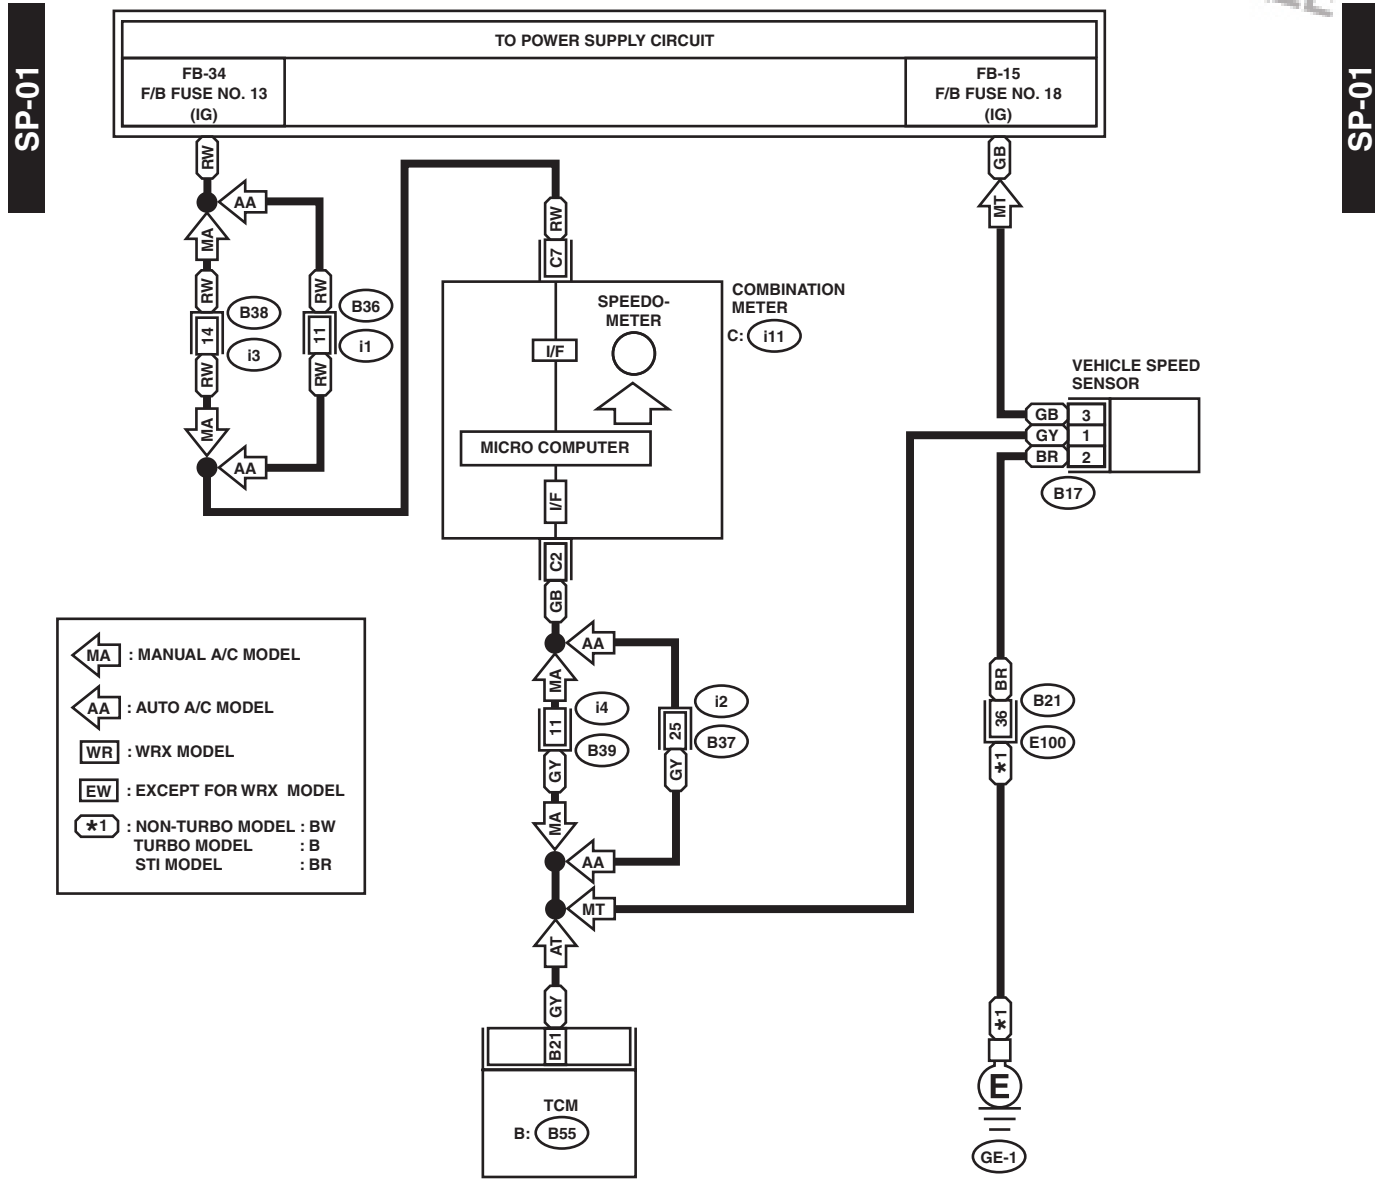 SP-01
SP-01
TO POWER SUPPLY CIRCUIT
FB-34
F/B FUSE NO. 13
(IG)
FB-15
F/B FUSE NO. 18
(IG)
RW
AA
MA
RW
14
RW
MA
B38
i3
RW
11
RW
B36
i1
AA
RW
C7
SPEEDO-
METER
I/F
MICRO COMPUTER
I/F
COMBINATION
METER
C: i11
C2
GB
GB
MT
VEHICLE SPEED
SENSOR
GB 3
GY 1
BR 2
B17
AA
MA
11
GY
MA
i4
B39
25
GY
i2
B37
AA
MT
AT
GY
B21
TCM
B: B55
BR
36
*1
B21
E100
*1
E
GE-1
MA : MANUAL A/C MODEL
AA : AUTO A/C MODEL
WR : WRX MODEL
EW : EXCEPT FOR WRX MODEL
*1 : NON-TURBO MODEL : BW
TURBO MODEL : B
STI MODEL : BR